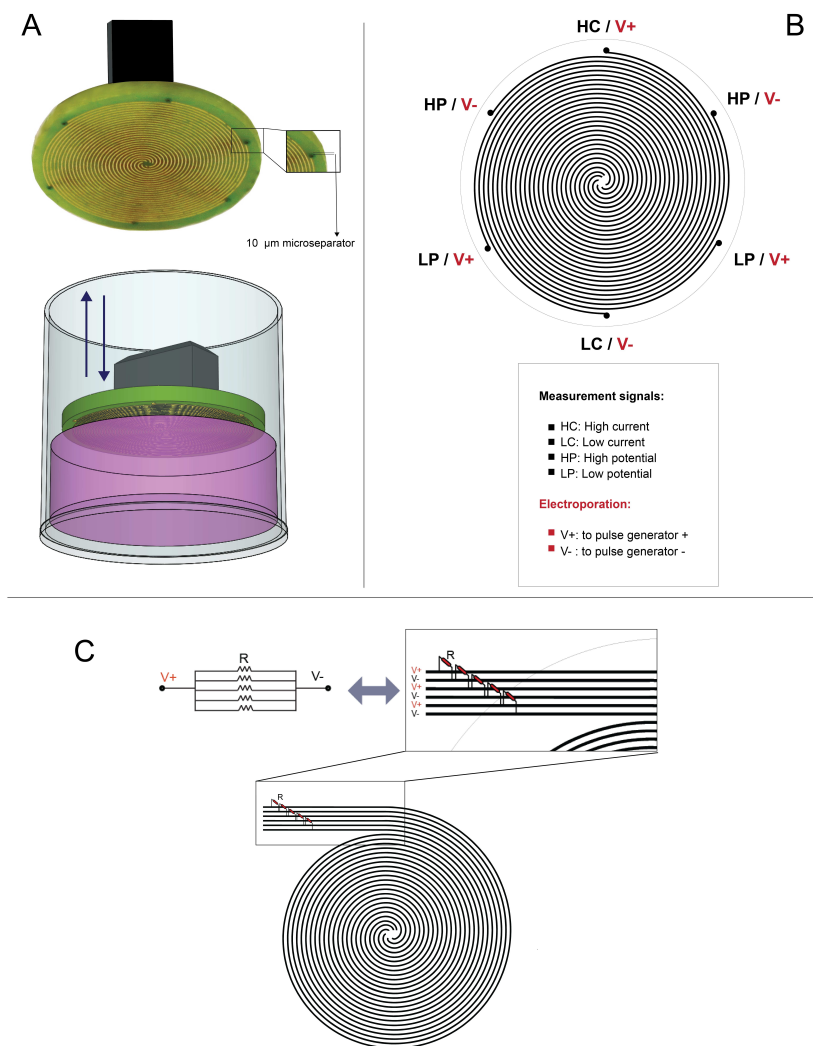 A
10 µm microseparator
B
HC / V+
HP / V-
HP / V-
LP / V+
LP / V+
LC / V-
Measurement signals:
HC: High current
LC: Low current
HP: High potential
LP: Low potential
Electroporation:
V+: to pulse generator +
V- : to pulse generator -
C
R
V+
V-
R
V+
V-
V+
V-
V+
V-
R